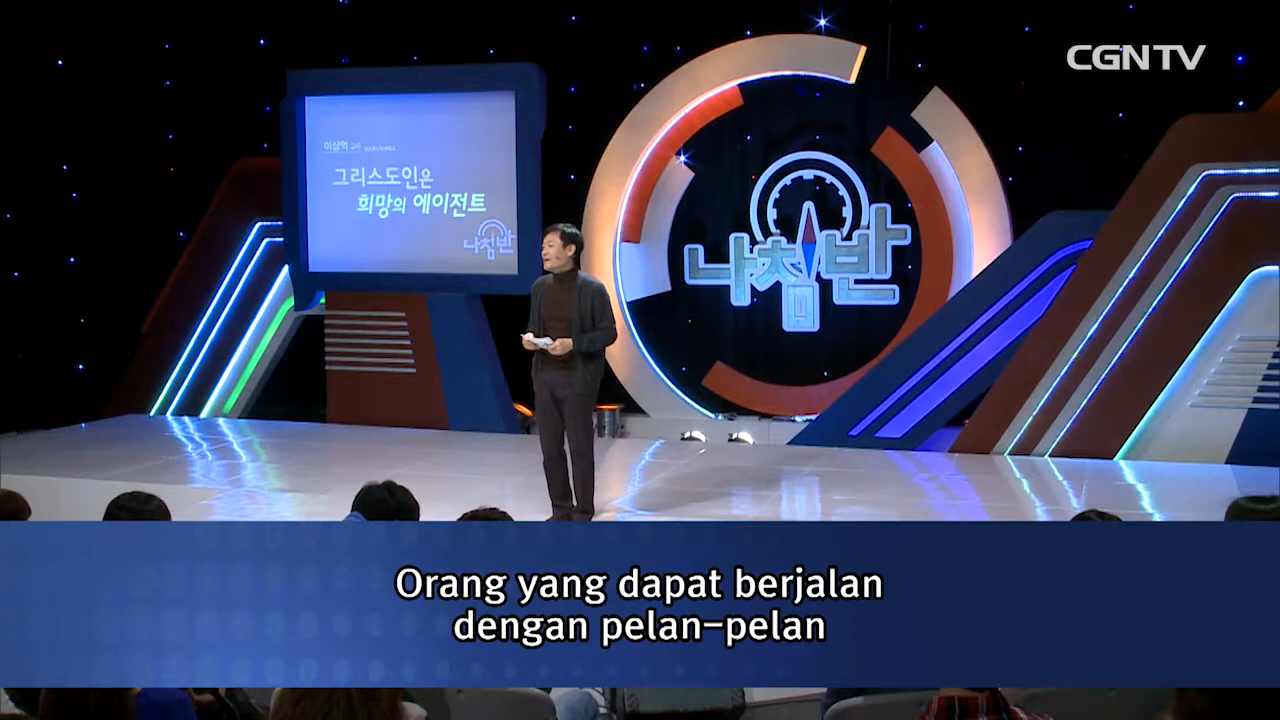 CGNTV
이상억
그리스도인은
희망의 에이전트
나침반
나침반
Orang yang dapat berjalan
dengan pelan-pelan